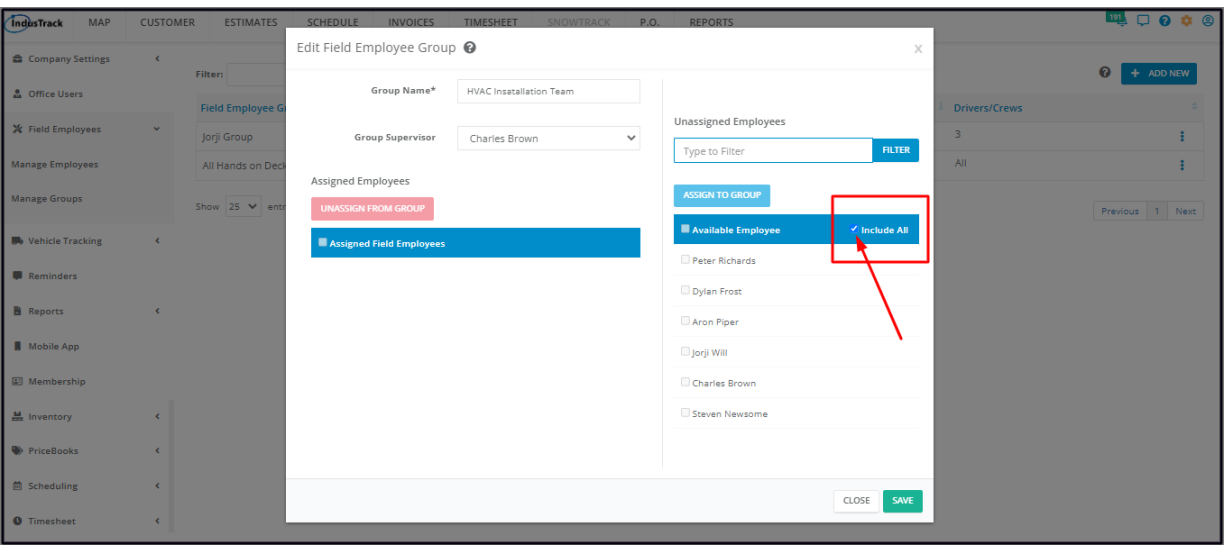 IndusTrack MAP CUSTOMER ESTIMATES SCHEDULE INVOICES TIMESHEET SNOWTRACK P.O. REPORTS 191
Company Settings
Office Users
Field Employees
Manage Employees
Manage Groups
Vehicle Tracking
Reminders
Reports
Mobile App
Membership
Inventory
PriceBooks
Scheduling
Timesheet
Filter:
ADD NEW
Field Employee G
Drivers/Crews
Jorji Group
3
All Hands on Deck
All
Show 25 entr
Previous 1 Next
Edit Field Employee Group
X
Group Name* HVAC Insatallation Team
Group Supervisor Charles Brown
Assigned Employees
UNASSIGN FROM GROUP
Assigned Field Employees
Unassigned Employees
Type to Filter FILTER
ASSIGN TO GROUP
Available Employee Include All
Peter Richards
Dylan Frost
Aron Piper
Jorji Will
Charles Brown
Steven Newsome
CLOSE SAVE